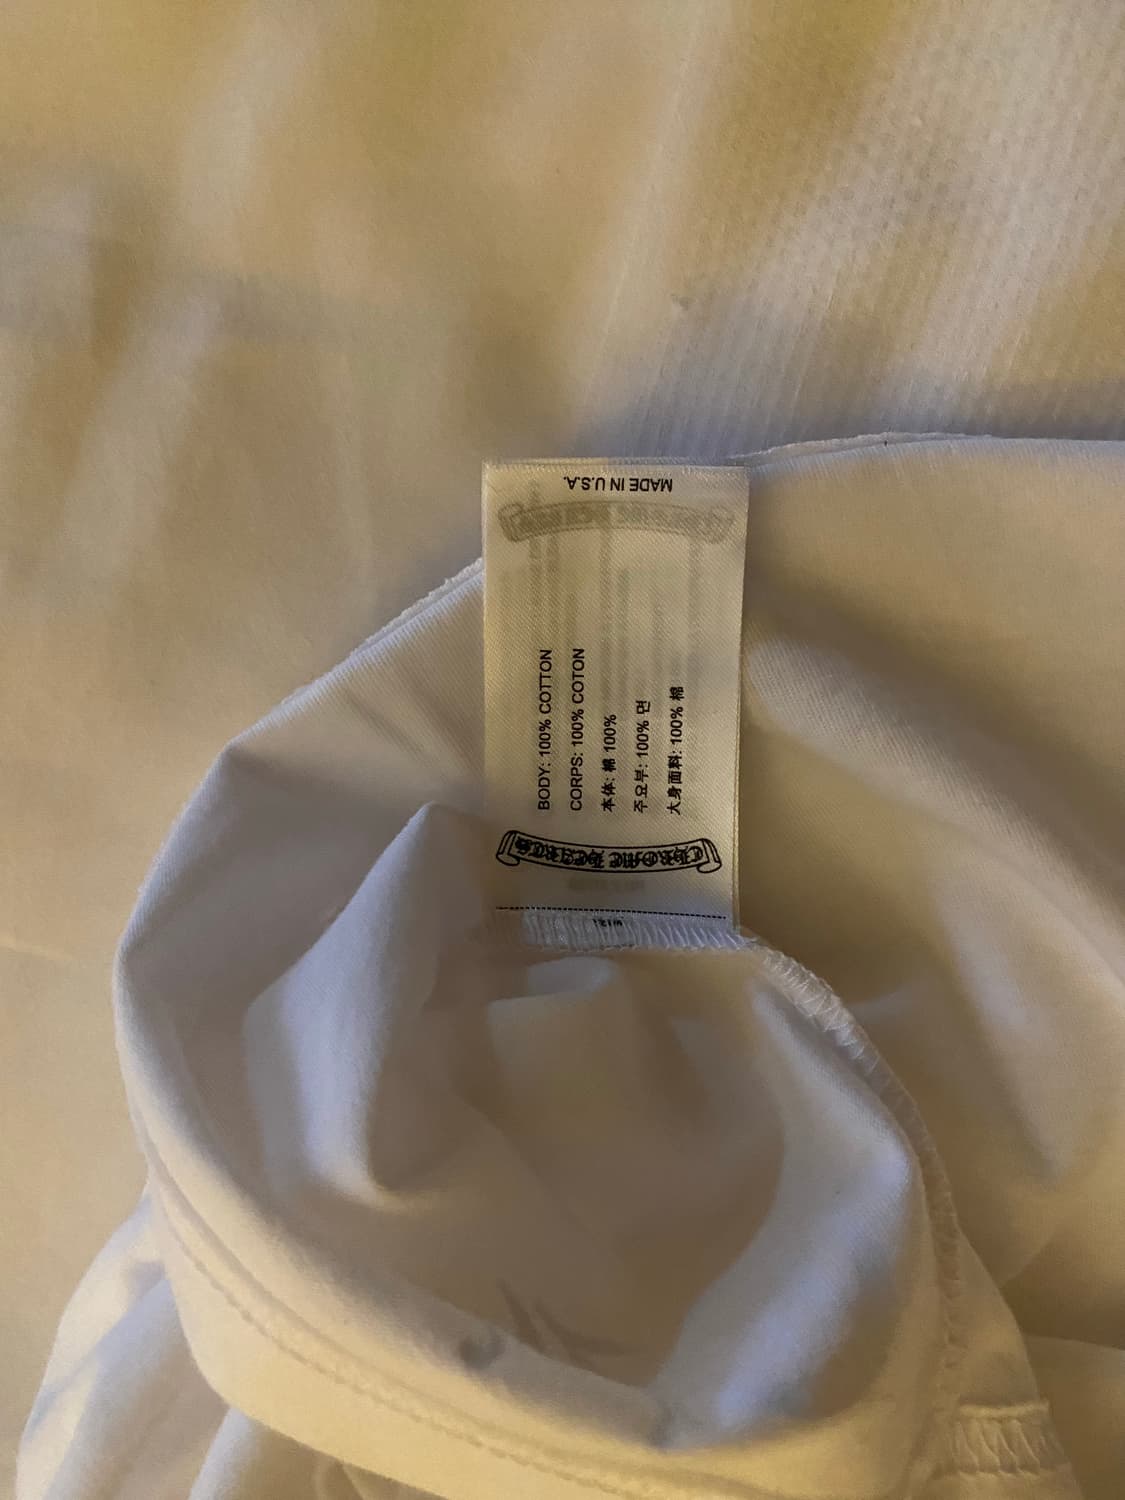 MADE IN U.S.A.
BODY: 100% COTTON
CORPS: 100% COTON
本体: 棉 100%
주요부: 100% 면
大身面料: 100% 棉
CHROME HEARTS